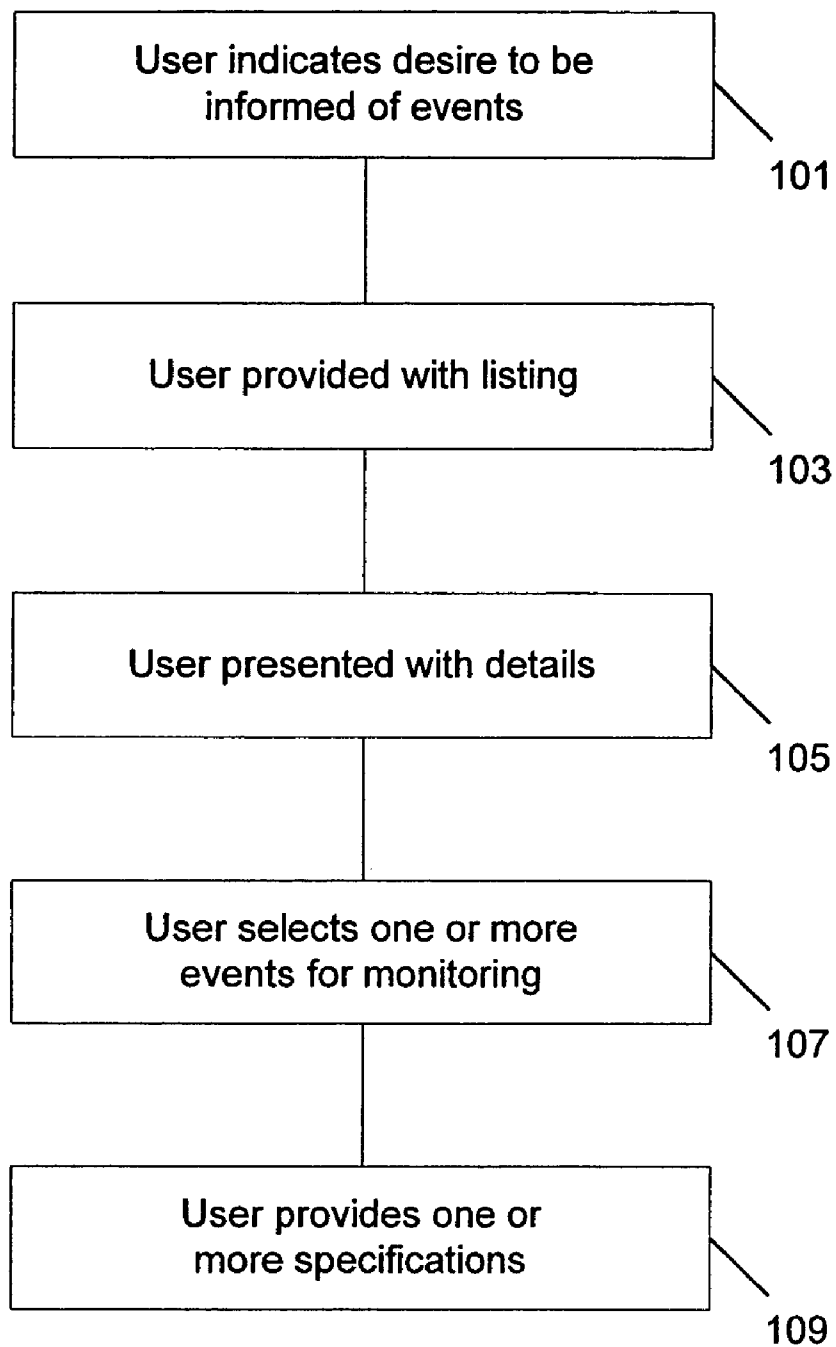 User indicates desire to be
informed of events
101
User provided with listing
103
User presented with details
105
User selects one or more
events for monitoring
107
User provides one or
more specifications
109